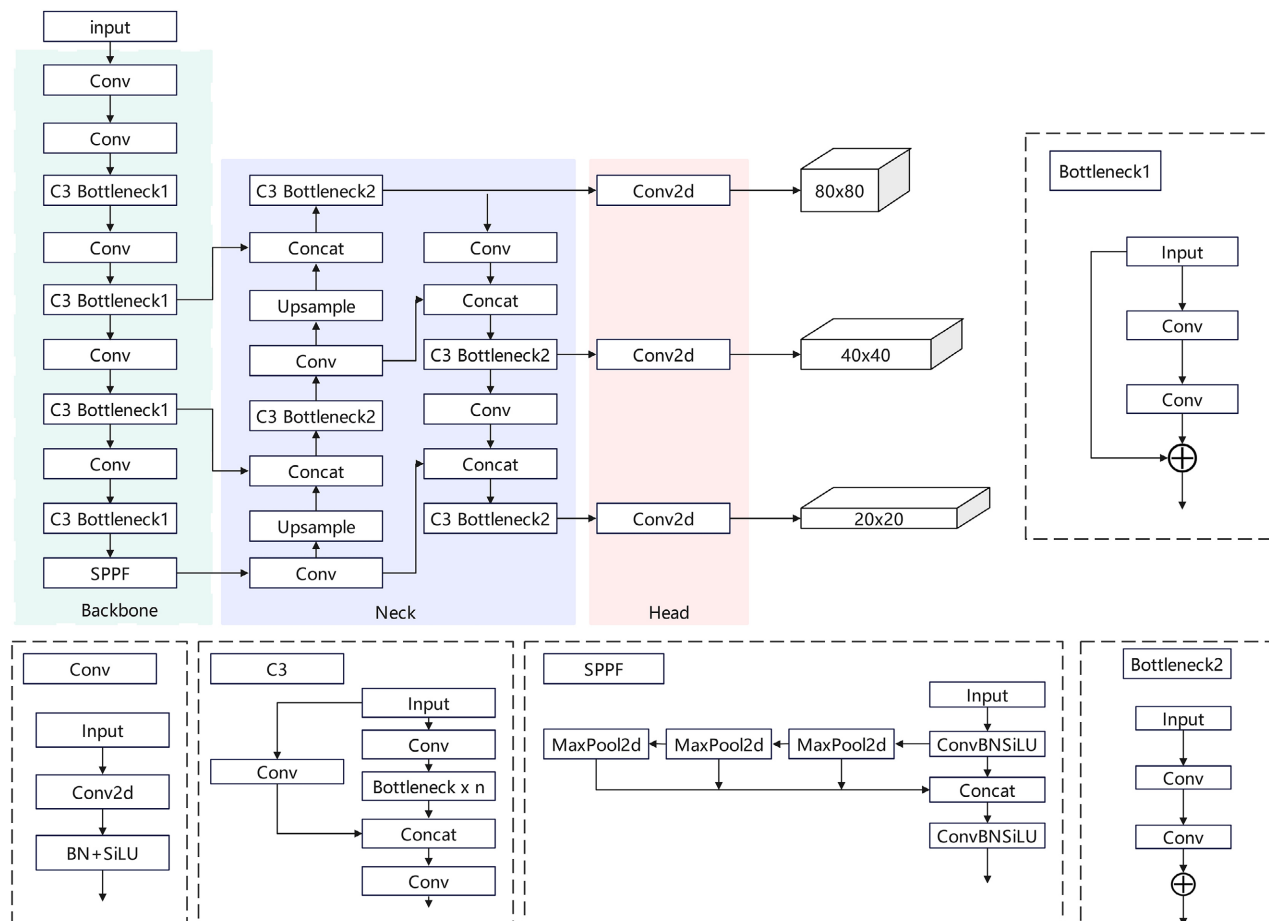 input
Conv
Conv
C3 Bottleneck1
Conv
C3 Bottleneck1
Conv
C3 Bottleneck1
Conv
C3 Bottleneck1
SPPF
Backbone
C3 Bottleneck2
Concat
Upsample
Conv
C3 Bottleneck2
Concat
Upsample
Conv
Conv
Concat
C3 Bottleneck2
Conv
Concat
C3 Bottleneck2
Neck
Conv2d
Conv2d
Conv2d
Head
80x80
40x40
20x20
Bottleneck1
Input
Conv
Conv
Conv
Input
Conv2d
BN+SiLU
C3
Input
Conv
Conv
Bottleneck x n
Concat
Conv
SPPF
Input
MaxPool2d
MaxPool2d
MaxPool2d
ConvBNSiLU
Concat
ConvBNSiLU
Bottleneck2
Input
Conv
Conv